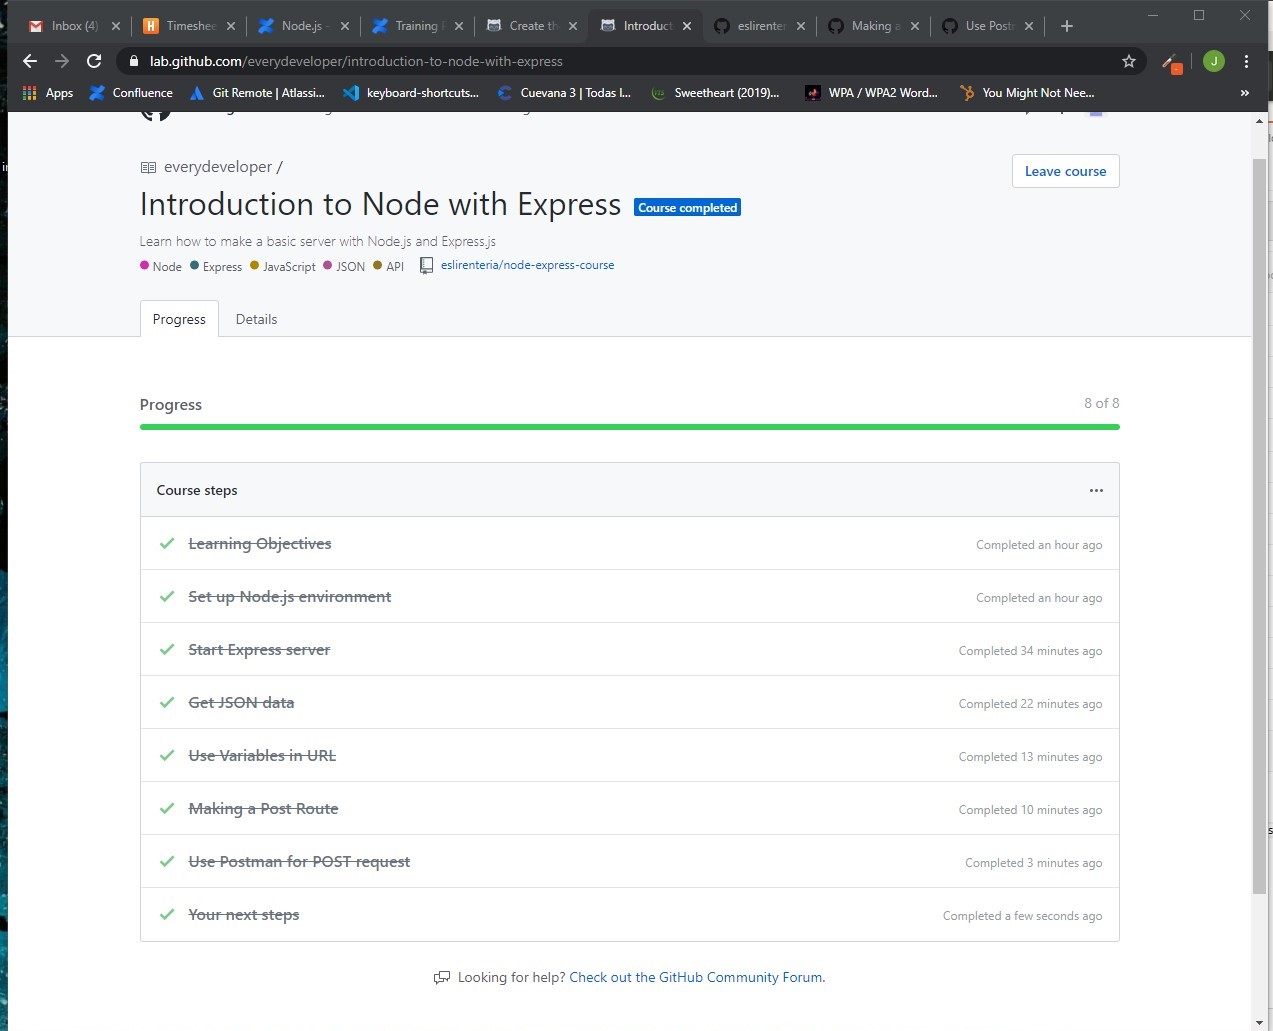 Inbox (4)
Timeshee
Node.js -
Training
Create th
Introduct
eslirenter
Making a
Use Postm
lab.github.com/everydeveloper/introduction-to-node-with-express
J
Apps
Confluence
Git Remote | Atlassi...
keyboard-shortcuts...
Cuevana 3 | Todas l...
Sweetheart (2019)...
WPA / WPA2 Word...
You Might Not Nee...
»
everydeveloper /
Leave course
Introduction to Node with Express Course completed
Learn how to make a basic server with Node.js and Express.js
Node Express JavaScript JSON API eslirenteria/node-express-course
Progress Details
Progress 8 of 8
Course steps
Learning Objectives Completed an hour ago
Set up Node.js environment Completed an hour ago
Start Express server Completed 34 minutes ago
Get JSON data Completed 22 minutes ago
Use Variables in URL Completed 13 minutes ago
Making a Post Route Completed 10 minutes ago
Use Postman for POST request Completed 3 minutes ago
Your next steps Completed a few seconds ago
Looking for help? Check out the GitHub Community Forum.